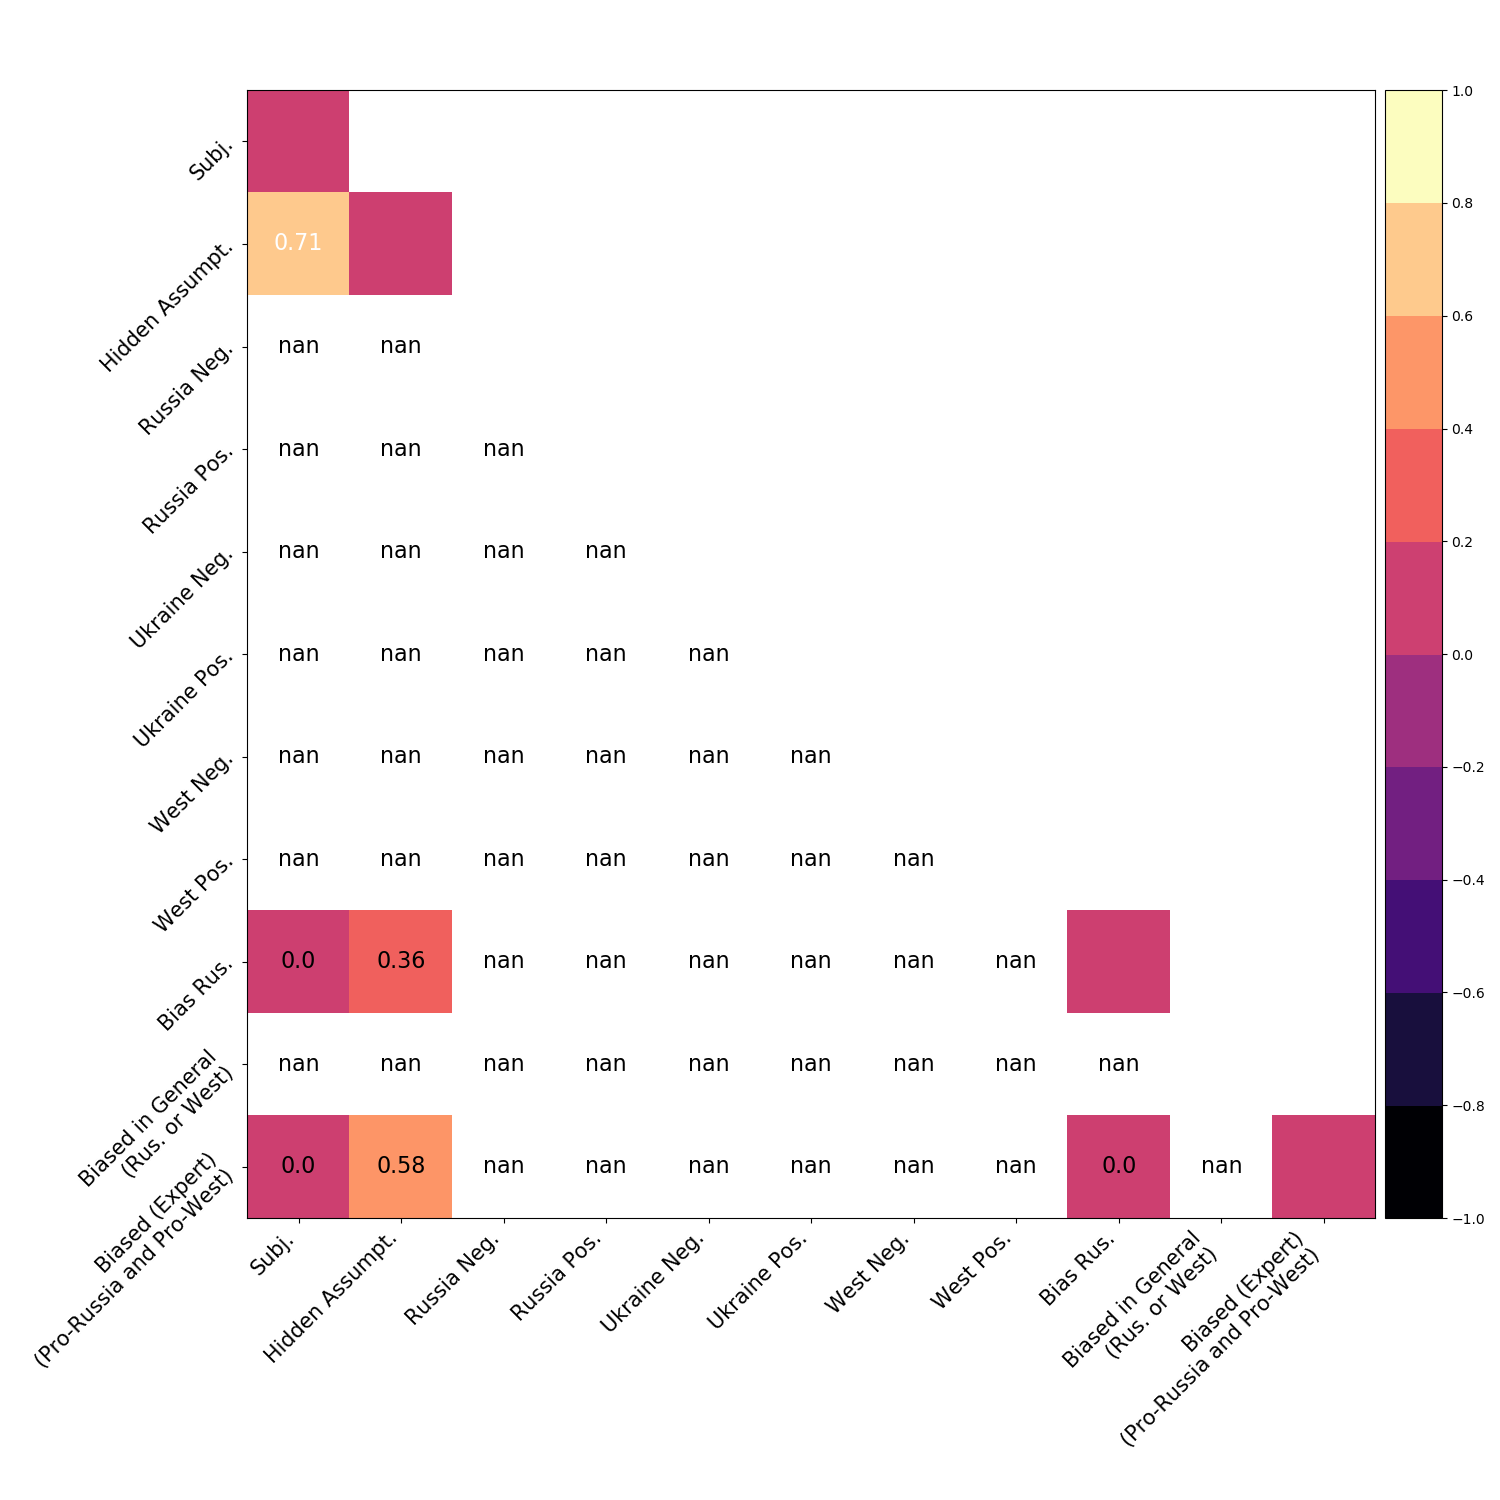 Subj.
Hidden Assumpt. 0.71
Russia Neg. nan nan
Russia Pos. nan nan nan
Ukraine Neg. nan nan nan nan
Ukraine Pos. nan nan nan nan nan
West Neg. nan nan nan nan nan nan
West Pos. nan nan nan nan nan nan nan
Bias Rus. 0.0 0.36 nan nan nan nan nan nan
Biased in General
(Rus. or West) nan nan nan nan nan nan nan nan nan
Biased (Expert)
(Pro-Russia and Pro-West) 0.0 0.58 nan nan nan nan nan nan 0.0 nan
Subj.
Hidden Assumpt.
Russia Neg.
Russia Pos.
Ukraine Neg.
Ukraine Pos.
West Neg.
West Pos.
Bias Rus.
Biased in General
(Rus. or West)
Biased (Expert)
(Pro-Russia and Pro-West)
1.0
0.8
0.6
0.4
0.2
0.0
−0.2
−0.4
−0.6
−0.8
−1.0